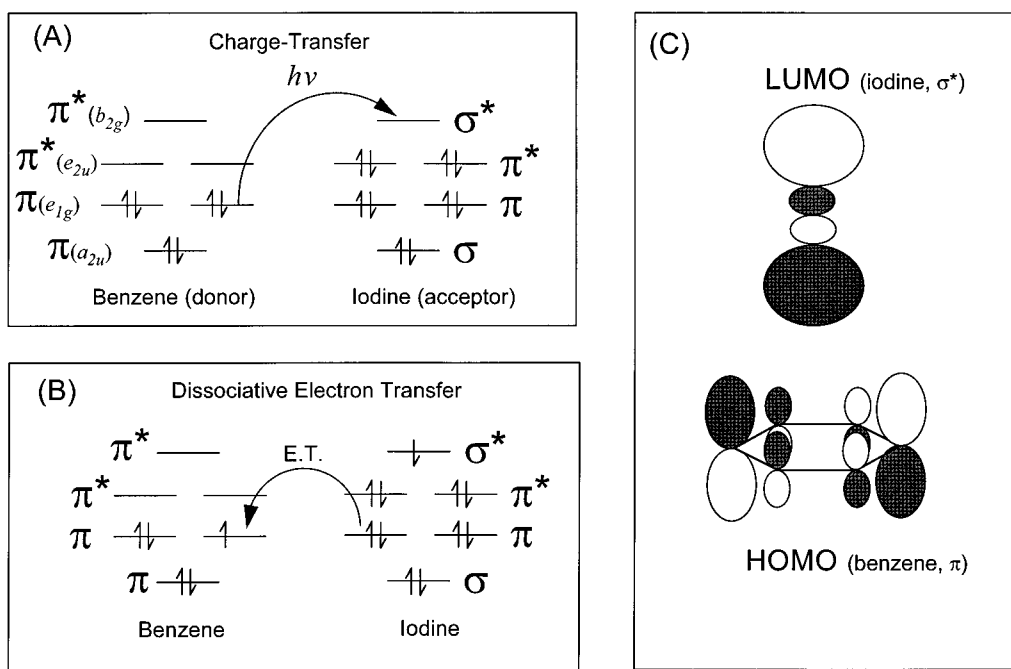 (A)
Charge-Transfer
hν
π*(b2g)
σ*
π*(e2u)
π*
π(e1g)
π
π(a2u)
σ
Benzene (donor)
Iodine (acceptor)
(B)
Dissociative Electron Transfer
π*
E.T.
σ*
π*
π*
π
π
π
σ
Benzene
Iodine
(C)
LUMO (iodine, σ*)
HOMO (benzene, π)